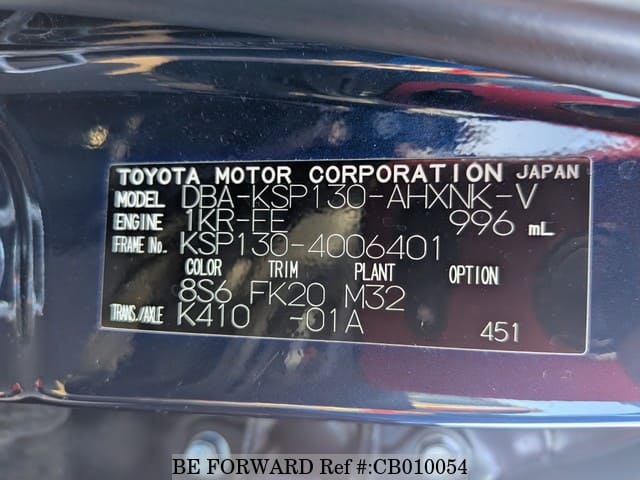 TOYOTA MOTOR CORPORATION JAPAN
MODEL DBA-KSP130-AHXNK-V
ENGINE 1KR-FE 996 mL
FRAME No. KSP130-4006401
COLOR TRIM PLANT OPTION
8S6 FK20 M32
TRANS./AXLE K410 -01A 451
BE FORWARD Ref #:CB010054